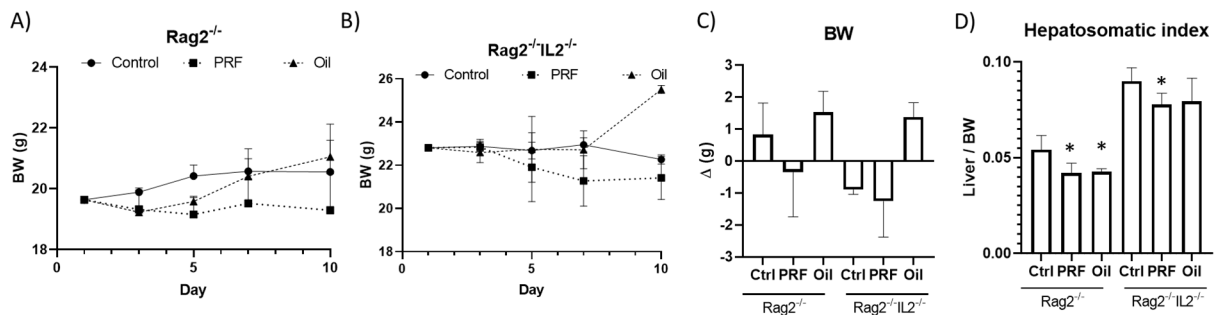 A)
Rag2⁻/⁻
Control PRF Oil
24
22
20
18
BW (g)
0 5 10
Day
B)
Rag2⁻/⁻IL2⁻/⁻
Control PRF Oil
26
24
22
20
18
BW (g)
0 5 10
Day
C)
BW
3
2
1
0
-1
-2
-3
Δ (g)
Ctrl PRF Oil Ctrl PRF Oil
Rag2⁻/⁻ Rag2⁻/⁻IL2⁻/⁻
D)
Hepatosomatic index
0.10
0.05
0.00
Liver / BW
* * *
Ctrl PRF Oil Ctrl PRF Oil
Rag2⁻/⁻ Rag2⁻/⁻IL2⁻/⁻